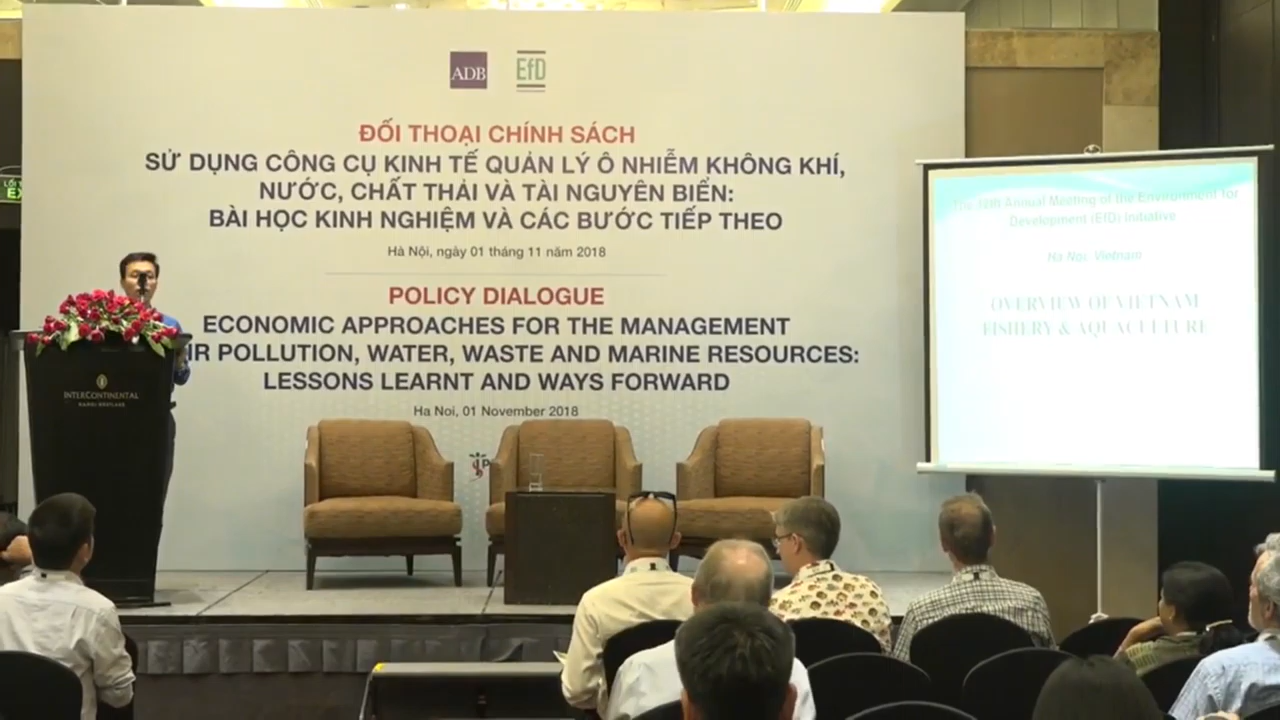 ADB
EfD
ĐỐI THOẠI CHÍNH SÁCH
SỬ DỤNG CÔNG CỤ KINH TẾ QUẢN LÝ Ô NHIỄM KHÔNG KHÍ,
NƯỚC, CHẤT THẢI VÀ TÀI NGUYÊN BIỂN:
BÀI HỌC KINH NGHIỆM VÀ CÁC BƯỚC TIẾP THEO
Hà Nội, ngày 01 tháng 11 năm 2018
POLICY DIALOGUE
ECONOMIC APPROACHES FOR THE MANAGEMENT
IR POLLUTION, WATER, WASTE AND MARINE RESOURCES:
LESSONS LEARNT AND WAYS FORWARD
Ha Noi, 01 November 2018
INTERCONTINENTAL
HANOI WESTLAKE
Annual Meeting of the Environment for
Development (EfD) Initiative
Ha Noi, Vietnam
OVERVIEW OF VIETNAM
FISHERY & AQUACULTURE